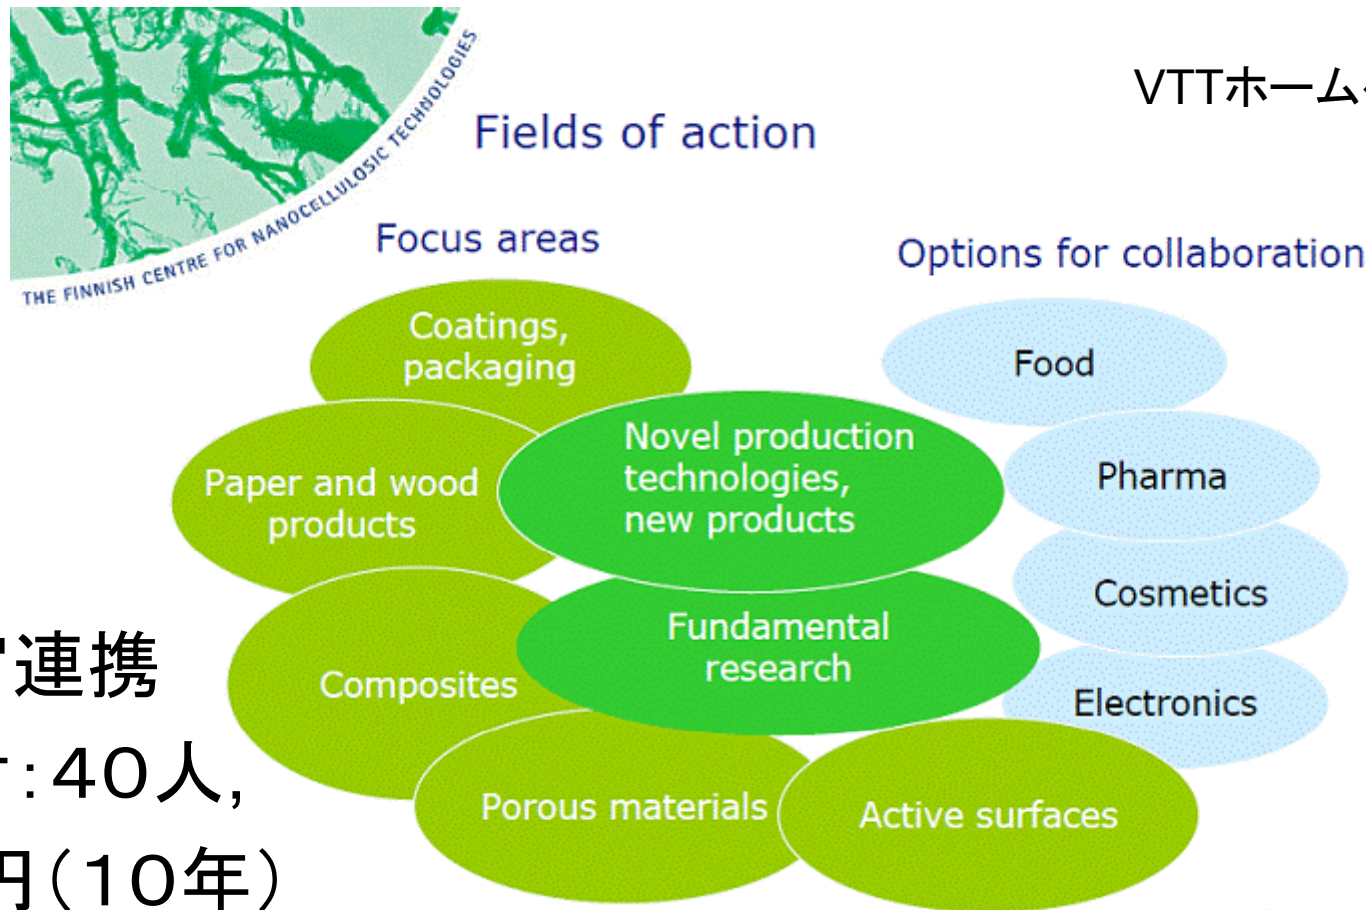 THE FINNISH CENTRE FOR NANOCELLULOSIC TECHNOLOGIES
VTTホーム
Fields of action
Focus areas
Options for collaboration
Coatings,
packaging
Food
Novel production
technologies,
new products
Pharma
Paper and wood
products
Cosmetics
Fundamental
research
連携
Composites
Electronics
:40人,
Porous materials
Active surfaces
円(10年)